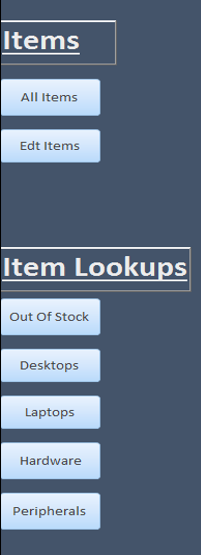 Items
All Items
Edt Items
Item Lookups
Out Of Stock
Desktops
Laptops
Hardware
Peripherals